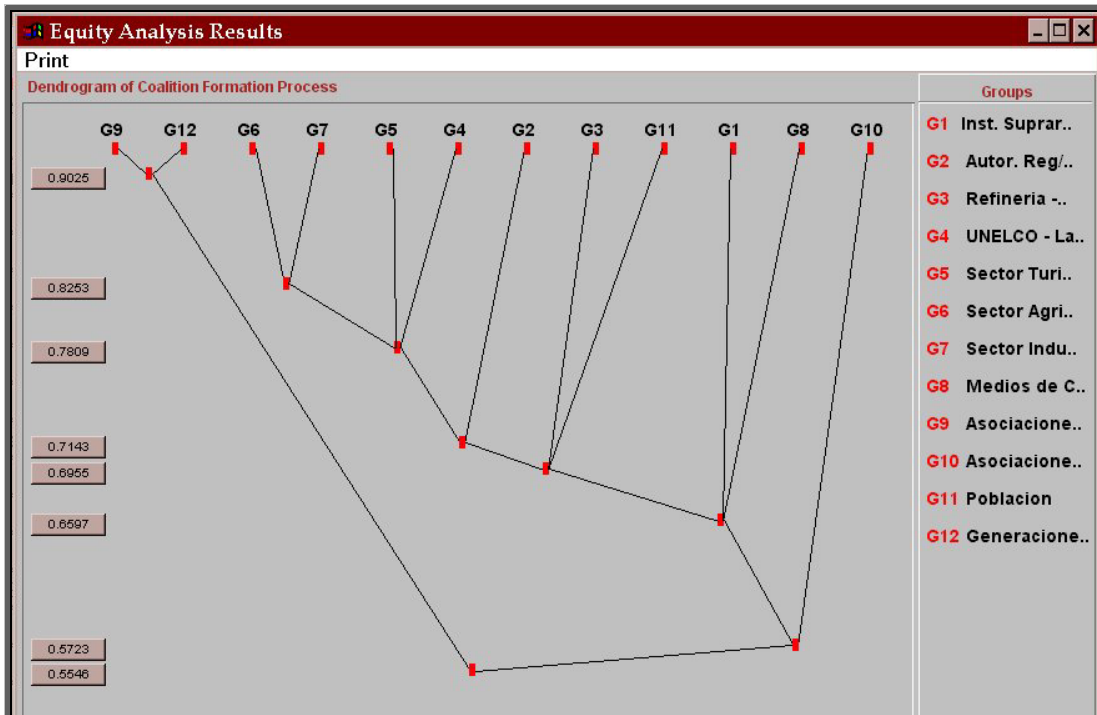 Equity Analysis Results
Print
Dendrogram of Coalition Formation Process
G9 G12 G6 G7 G5 G4 G2 G3 G11 G1 G8 G10
0.9025
0.8253
0.7809
0.7143
0.6955
0.6597
0.5723
0.5546
Groups
G1 Inst. Suprar..
G2 Autor. Reg/..
G3 Refineria -..
G4 UNELCO - La..
G5 Sector Turi..
G6 Sector Agri..
G7 Sector Indu..
G8 Medios de C..
G9 Asociacione..
G10 Asociacione..
G11 Poblacion
G12 Generacione..